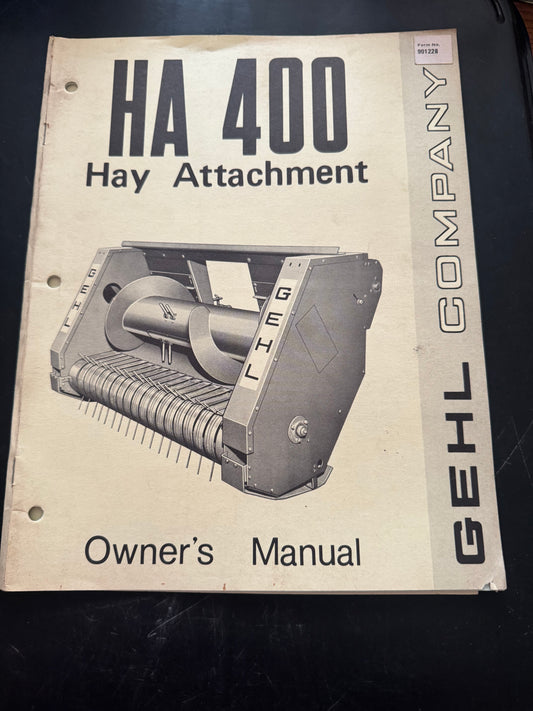 Form No.
901228
HA 400
Hay Attachment
GEHL COMPANY
GEHL
GEHL
Owner's Manual